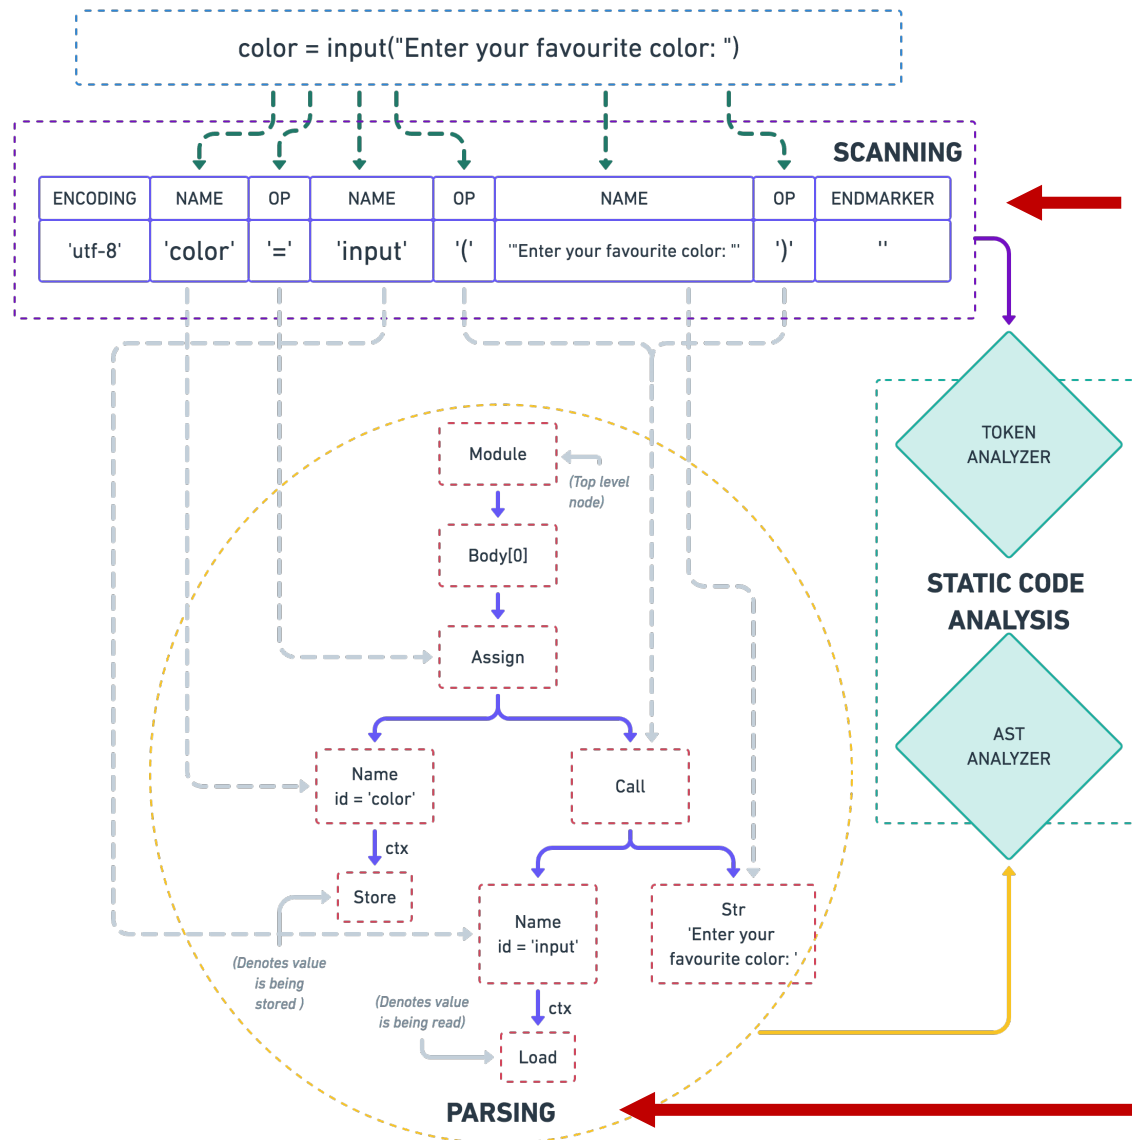 color = input("Enter your favourite color: ")
SCANNING
ENCODING NAME OP NAME OP NAME OP ENDMARKER
'utf-8' 'color' '=' 'input' '(' '"Enter your favourite color: "' ')' ''
TOKEN
ANALYZER
Module
(Top level
node)
Body[0]
STATIC CODE
ANALYSIS
Assign
AST
ANALYZER
Name
id = 'color'
Call
ctx
Store
Name
id = 'input'
Str
'Enter your
favourite color: '
(Denotes value
is being
stored )
(Denotes value
is being read)
ctx
Load
PARSING